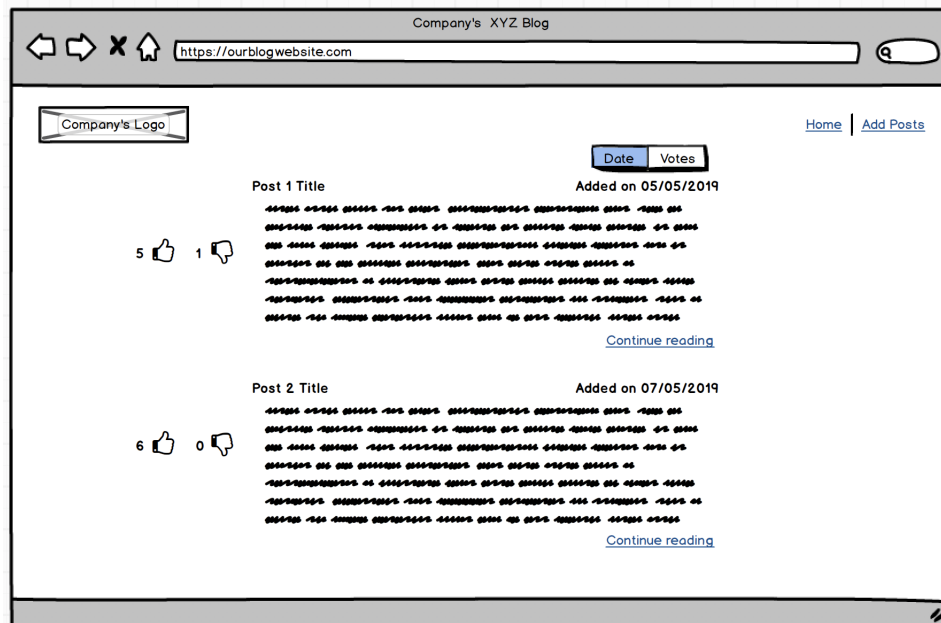 Company's XYZ Blog
https://ourblogwebsite.com
Company's Logo
Home Add Posts
Date Votes
Post 1 Title Added on 05/05/2019
5 1
Continue reading
Post 2 Title Added on 07/05/2019
6 0
Continue reading